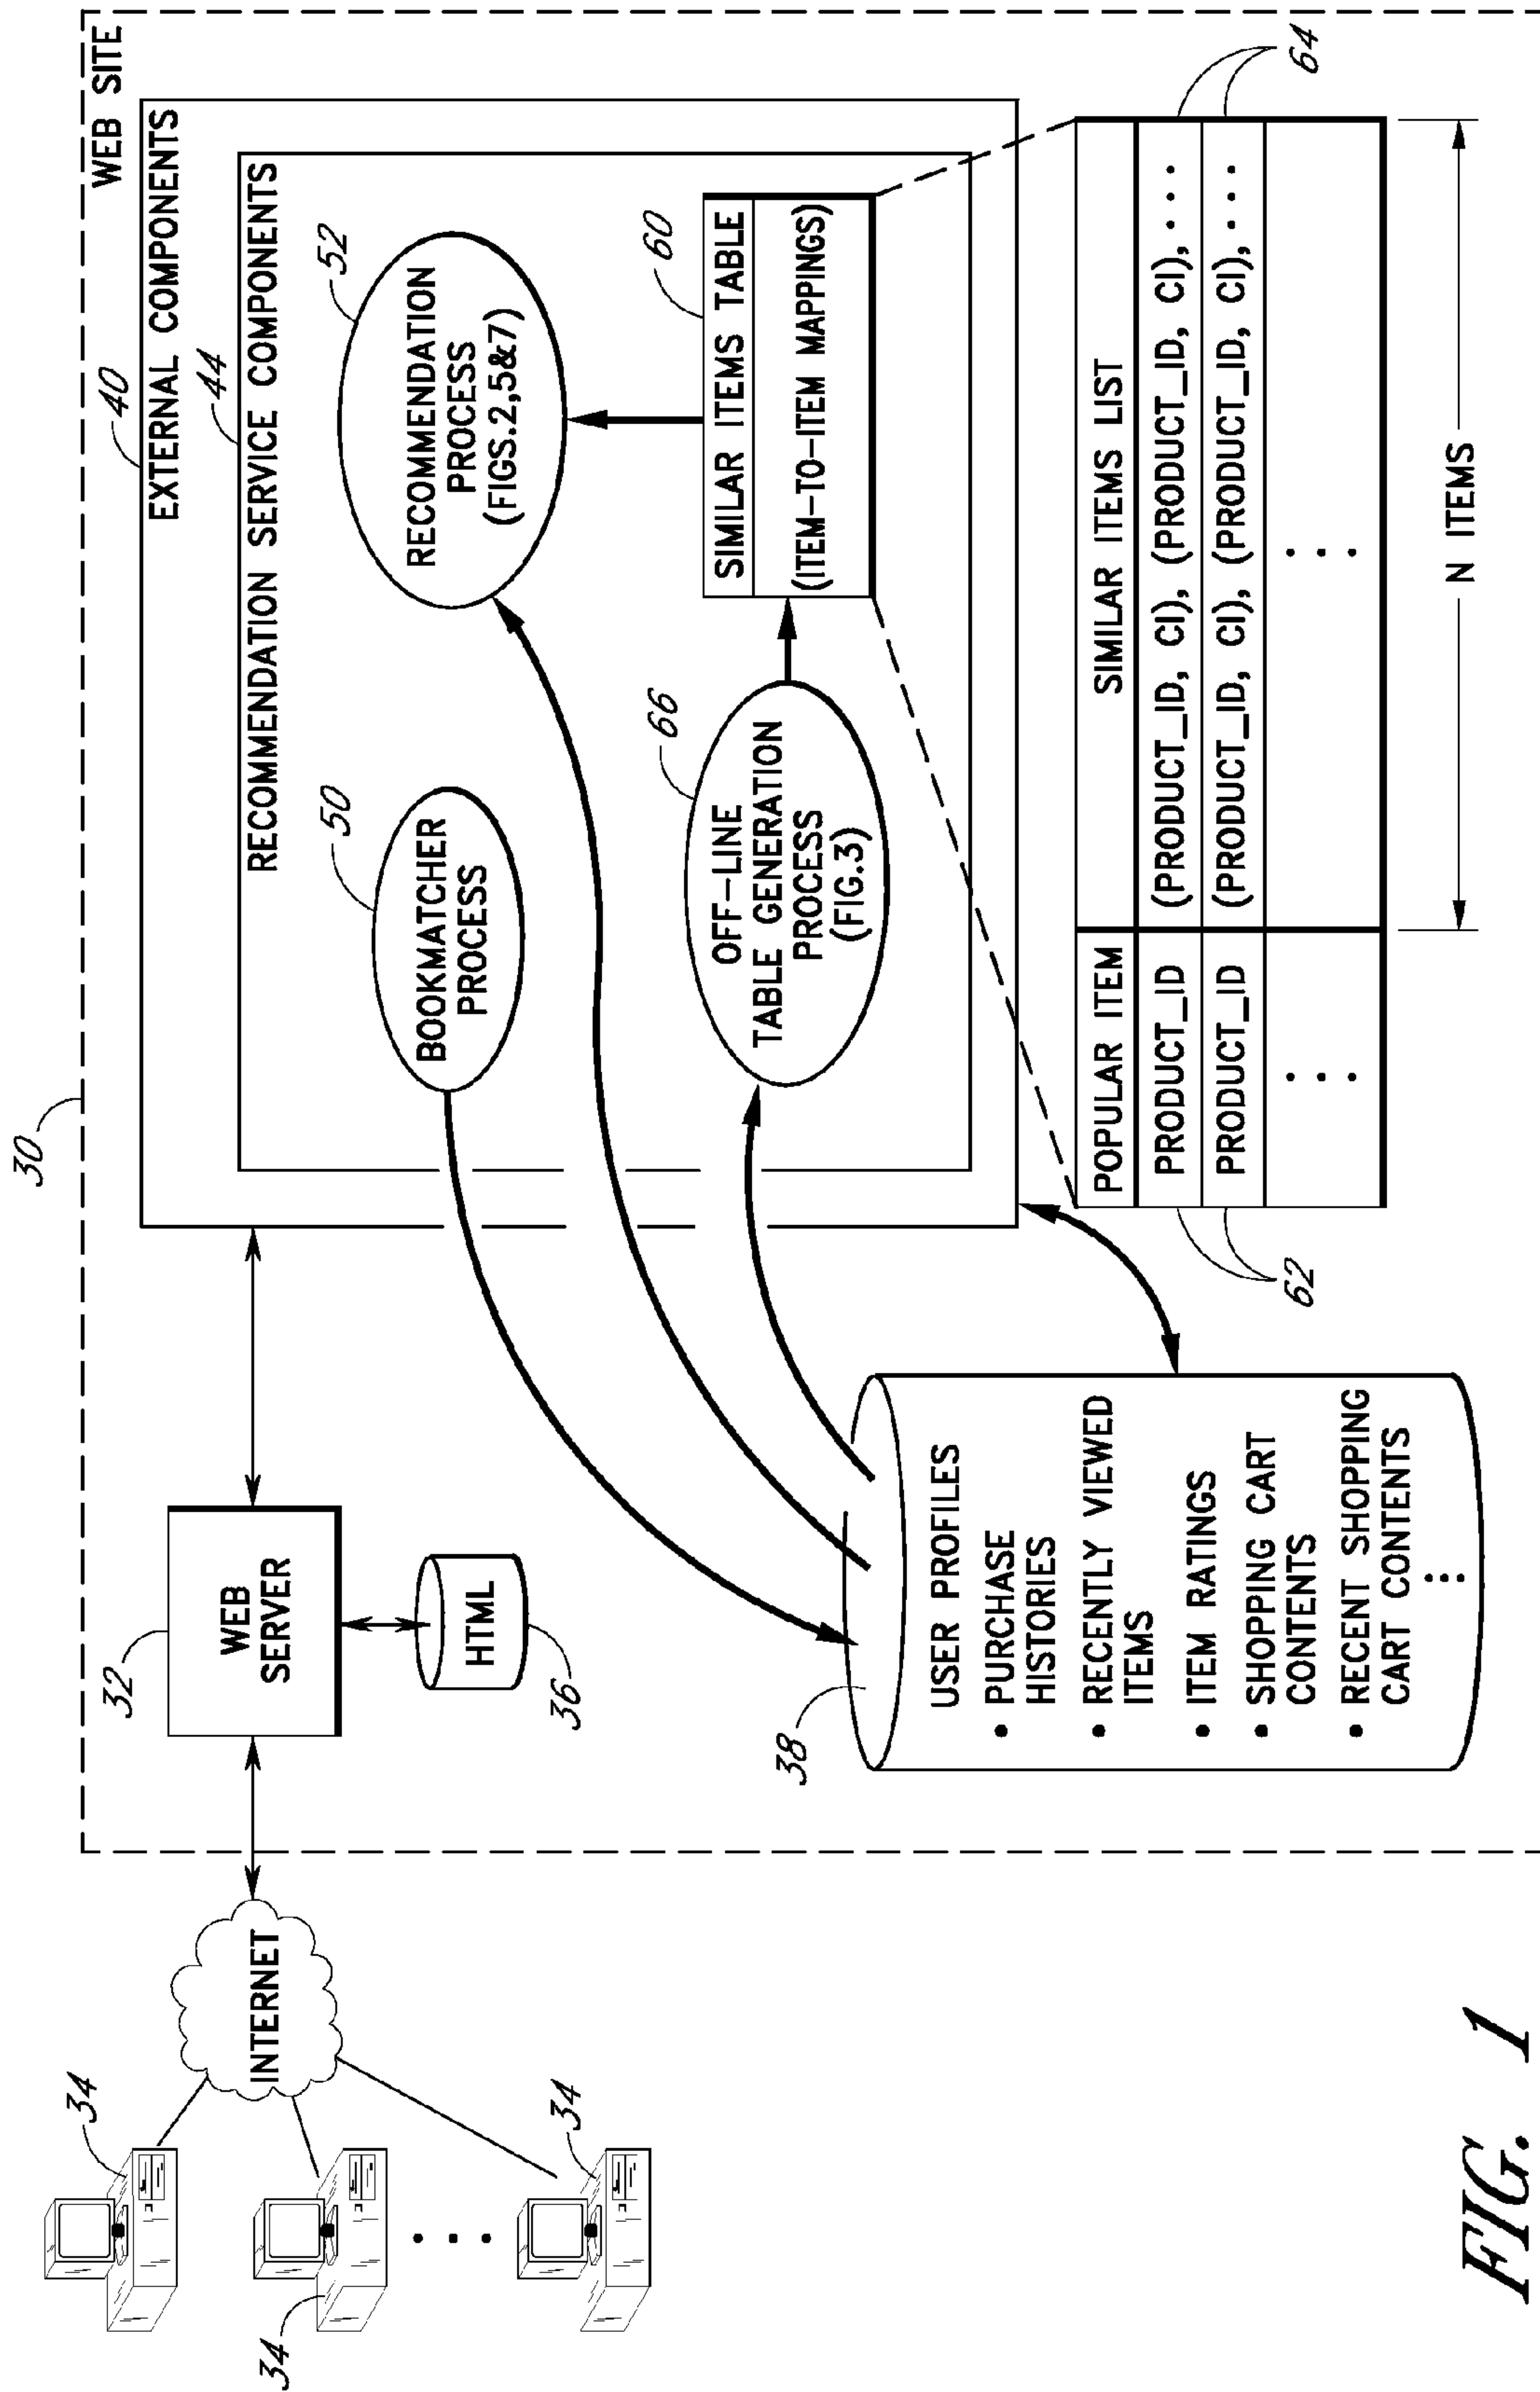 30
WEB SITE
40
EXTERNAL COMPONENTS
44
RECOMMENDATION SERVICE COMPONENTS
34
34
34
INTERNET
32
WEB
SERVER
HTML
36
50
BOOKMATCHER
PROCESS
52
RECOMMENDATION
PROCESS
(FIGS.2,5&7)
66
OFF-LINE
TABLE GENERATION
PROCESS
(FIG.3)
60
SIMILAR ITEMS TABLE
(ITEM-TO-ITEM MAPPINGS)
38
USER PROFILES
• PURCHASE
HISTORIES
• RECENTLY VIEWED
ITEMS
• ITEM RATINGS
• SHOPPING CART
CONTENTS
• RECENT SHOPPING
CART CONTENTS
POPULAR ITEM SIMILAR ITEMS LIST
PRODUCT_ID (PRODUCT_ID, CI), (PRODUCT_ID, CI), ...
PRODUCT_ID (PRODUCT_ID, CI), (PRODUCT_ID, CI), ...
62
64
N ITEMS
FIG. 1